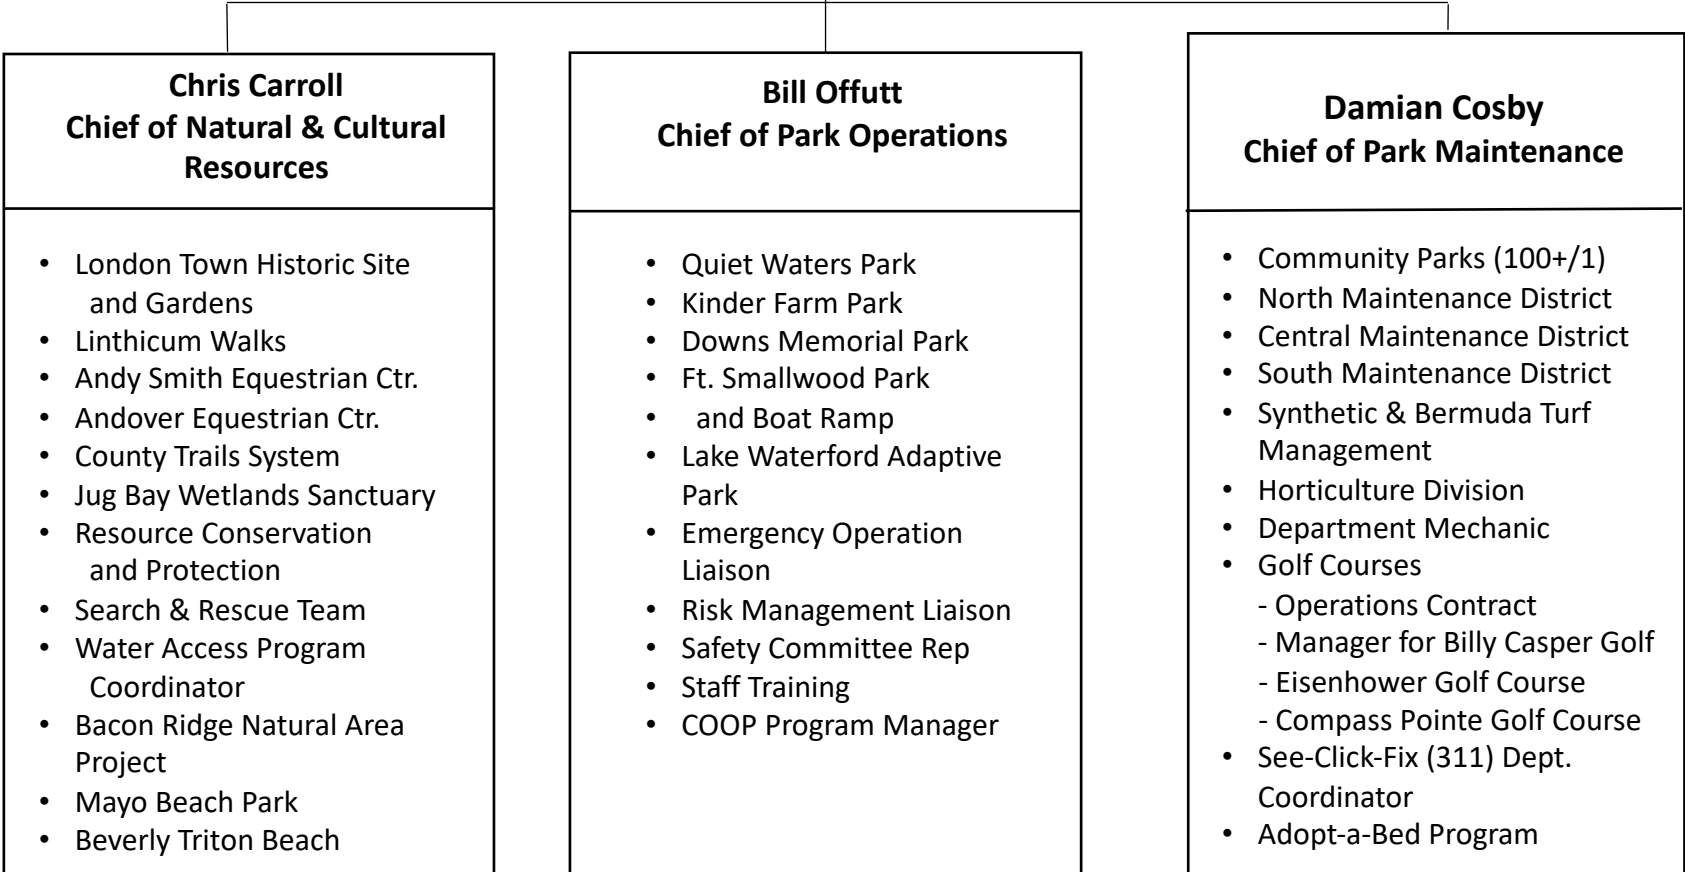 Chris Carroll
Chief of Natural & Cultural
Resources
• London Town Historic Site
and Gardens
• Linthicum Walks
• Andy Smith Equestrian Ctr.
• Andover Equestrian Ctr.
• County Trails System
• Jug Bay Wetlands Sanctuary
• Resource Conservation
and Protection
• Search & Rescue Team
• Water Access Program
Coordinator
• Bacon Ridge Natural Area
Project
• Mayo Beach Park
• Beverly Triton Beach
Bill Offutt
Chief of Park Operations
• Quiet Waters Park
• Kinder Farm Park
• Downs Memorial Park
• Ft. Smallwood Park
• and Boat Ramp
• Lake Waterford Adaptive
Park
• Emergency Operation
Liaison
• Risk Management Liaison
• Safety Committee Rep
• Staff Training
• COOP Program Manager
Damian Cosby
Chief of Park Maintenance
• Community Parks (100+/1)
• North Maintenance District
• Central Maintenance District
• South Maintenance District
• Synthetic & Bermuda Turf
Management
• Horticulture Division
• Department Mechanic
• Golf Courses
- Operations Contract
- Manager for Billy Casper Golf
- Eisenhower Golf Course
- Compass Pointe Golf Course
• See-Click-Fix (311) Dept.
Coordinator
• Adopt-a-Bed Program